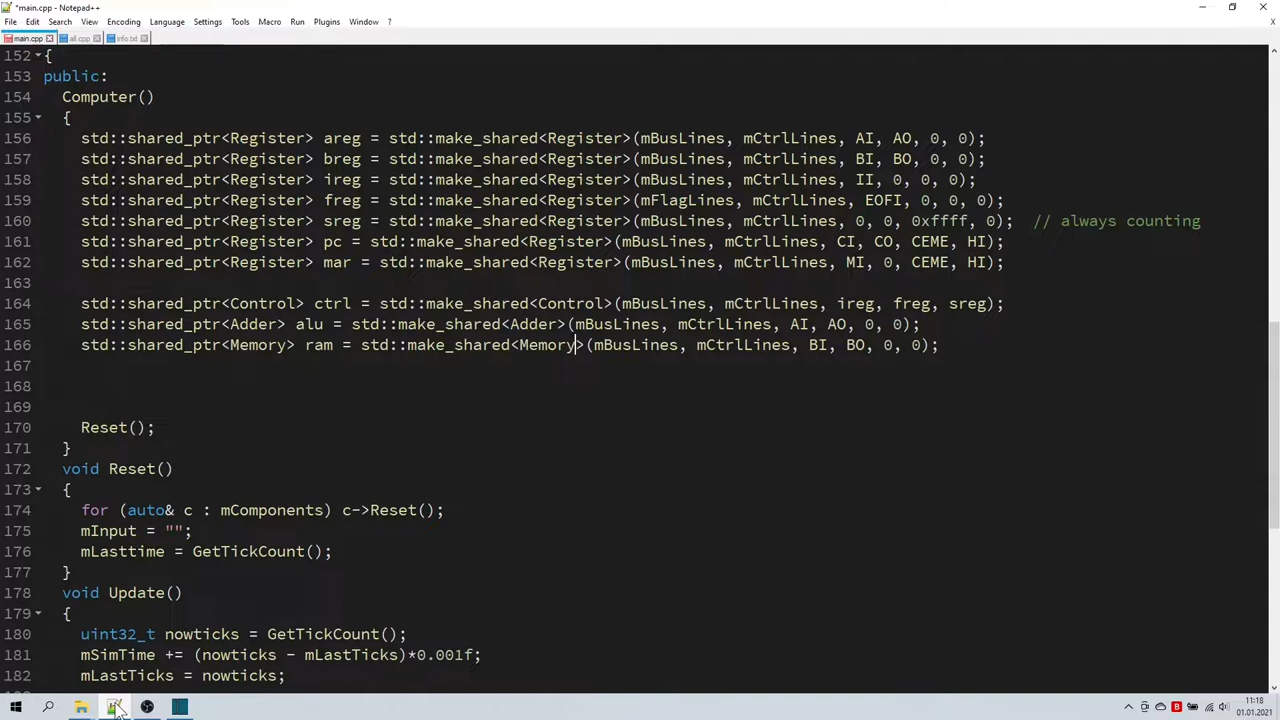 *main.cpp - Notepad++
File Edit Search View Encoding Language Settings Tools Macro Run Plugins Window ?
main.cpp all.cpp info.txt
152 {
153 public:
154 Computer()
155 {
156 std::shared_ptr<Register> areg = std::make_shared<Register>(mBusLines, mCtrlLines, AI, AO, 0, 0);
157 std::shared_ptr<Register> breg = std::make_shared<Register>(mBusLines, mCtrlLines, BI, BO, 0, 0);
158 std::shared_ptr<Register> ireg = std::make_shared<Register>(mBusLines, mCtrlLines, II, 0, 0, 0);
159 std::shared_ptr<Register> freg = std::make_shared<Register>(mFlagLines, mCtrlLines, EOFI, 0, 0, 0);
160 std::shared_ptr<Register> sreg = std::make_shared<Register>(mBusLines, mCtrlLines, 0, 0, 0xffff, 0); // always counting
161 std::shared_ptr<Register> pc = std::make_shared<Register>(mBusLines, mCtrlLines, CI, CO, CEME, HI);
162 std::shared_ptr<Register> mar = std::make_shared<Register>(mBusLines, mCtrlLines, MI, 0, CEME, HI);
163
164 std::shared_ptr<Control> ctrl = std::make_shared<Control>(mBusLines, mCtrlLines, ireg, freg, sreg);
165 std::shared_ptr<Adder> alu = std::make_shared<Adder>(mBusLines, mCtrlLines, AI, AO, 0, 0);
166 std::shared_ptr<Memory> ram = std::make_shared<Memory>(mBusLines, mCtrlLines, BI, BO, 0, 0);
167
168
169
170 Reset();
171 }
172 void Reset()
173 {
174 for (auto& c : mComponents) c->Reset();
175 mInput = "";
176 mLasttime = GetTickCount();
177 }
178 void Update()
179 {
180 uint32_t nowticks = GetTickCount();
181 mSimTime += (nowticks - mLastTicks)*0.001f;
182 mLastTicks = nowticks;
11:18
01.01.2021